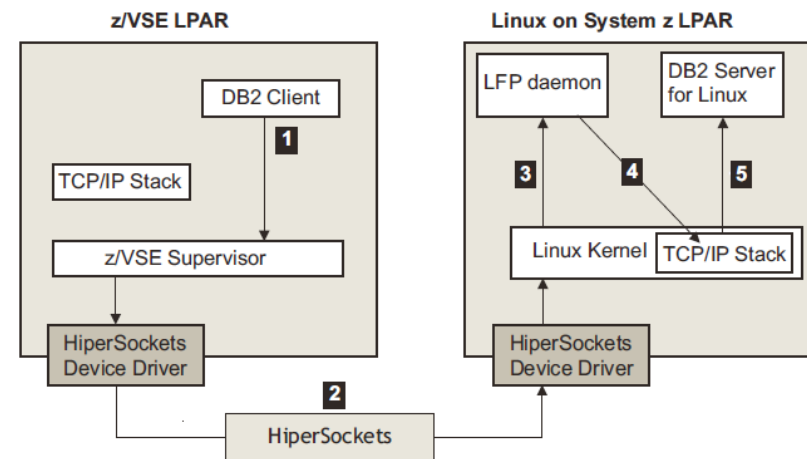 z/VSE LPAR
Linux on System z LPAR
DB2 Client
1
TCP/IP Stack
z/VSE Supervisor
HiperSockets
Device Driver
2
HiperSockets
LFP daemon
DB2 Server
for Linux
3
4
5
Linux Kernel
TCP/IP Stack
HiperSockets
Device Driver